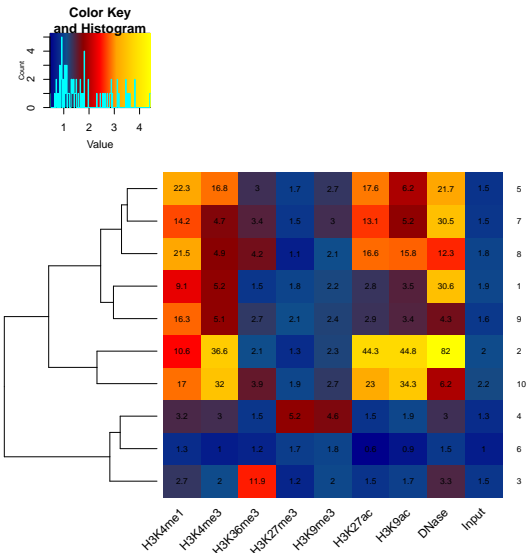 Color Key
and Histogram
Count
0 2 4
1 2 3 4
Value
22.3 16.8 3 1.7 2.7 17.6 6.2 21.7 1.5 5
14.2 4.7 3.4 1.5 3 13.1 5.2 30.5 1.5 7
21.5 4.9 4.2 1.1 2.1 16.6 15.8 12.3 1.8 8
9.1 5.2 1.5 1.8 2.2 2.8 3.5 30.6 1.9 1
16.3 5.1 2.7 2.1 2.4 2.9 3.4 4.3 1.6 9
10.6 36.6 2.1 1.3 2.3 44.3 44.8 82 2 2
17 32 3.9 1.9 2.7 23 34.3 6.2 2.2 10
3.2 3 1.5 5.2 4.6 1.5 1.9 3 1.3 4
1.3 1 1.2 1.7 1.8 0.6 0.9 1.5 1 6
2.7 2 11.9 1.2 2 1.5 1.7 3.3 1.5 3
H3K4me1 H3K4me3 H3K36me3 H3K27me3 H3K9me3 H3K27ac H3K9ac DNase Input